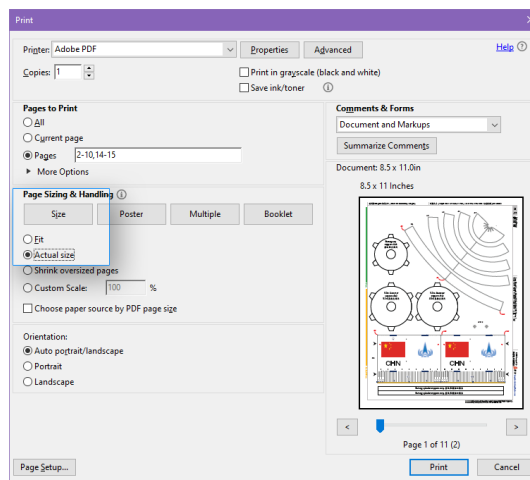 Print
Printer: Adobe PDF
Properties
Advanced
Help
Copies: 1
Print in grayscale (black and white)
Save ink/toner
Pages to Print
All
Current page
Pages 2-10,14-15
More Options
Page Sizing & Handling
Size
Poster
Multiple
Booklet
Fit
Actual size
Shrink oversized pages
Custom Scale: 100 %
Choose paper source by PDF page size
Orientation:
Auto portrait/landscape
Portrait
Landscape
Comments & Forms
Document and Markups
Summarize Comments
Document: 8.5 x 11.0in
8.5 x 11 Inches
CMN
CMN
<
>
Page 1 of 11 (2)
Page Setup...
Print
Cancel